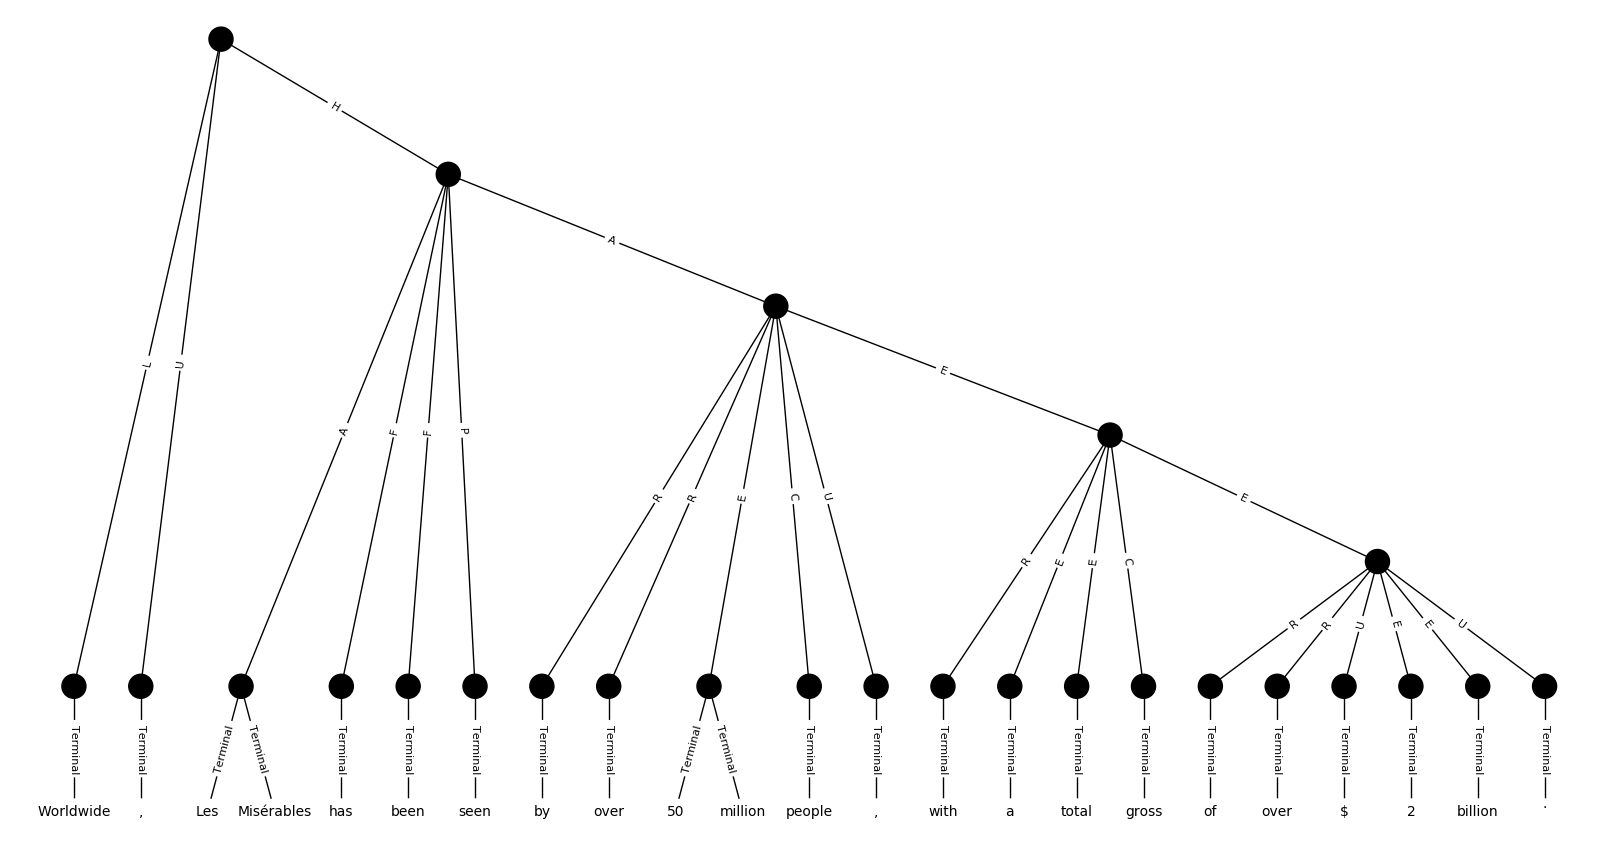 H
A
E
L U
A F F P
R R E C U
E
R E E C
R R U E E U
Terminal Terminal Terminal Terminal Terminal Terminal Terminal Terminal Terminal Terminal Terminal Terminal Terminal Terminal Terminal Terminal Terminal Terminal Terminal Terminal Terminal Terminal Terminal
Worldwide , Les Misérables has been seen by over 50 million people , with a total gross of over $ 2 billion .